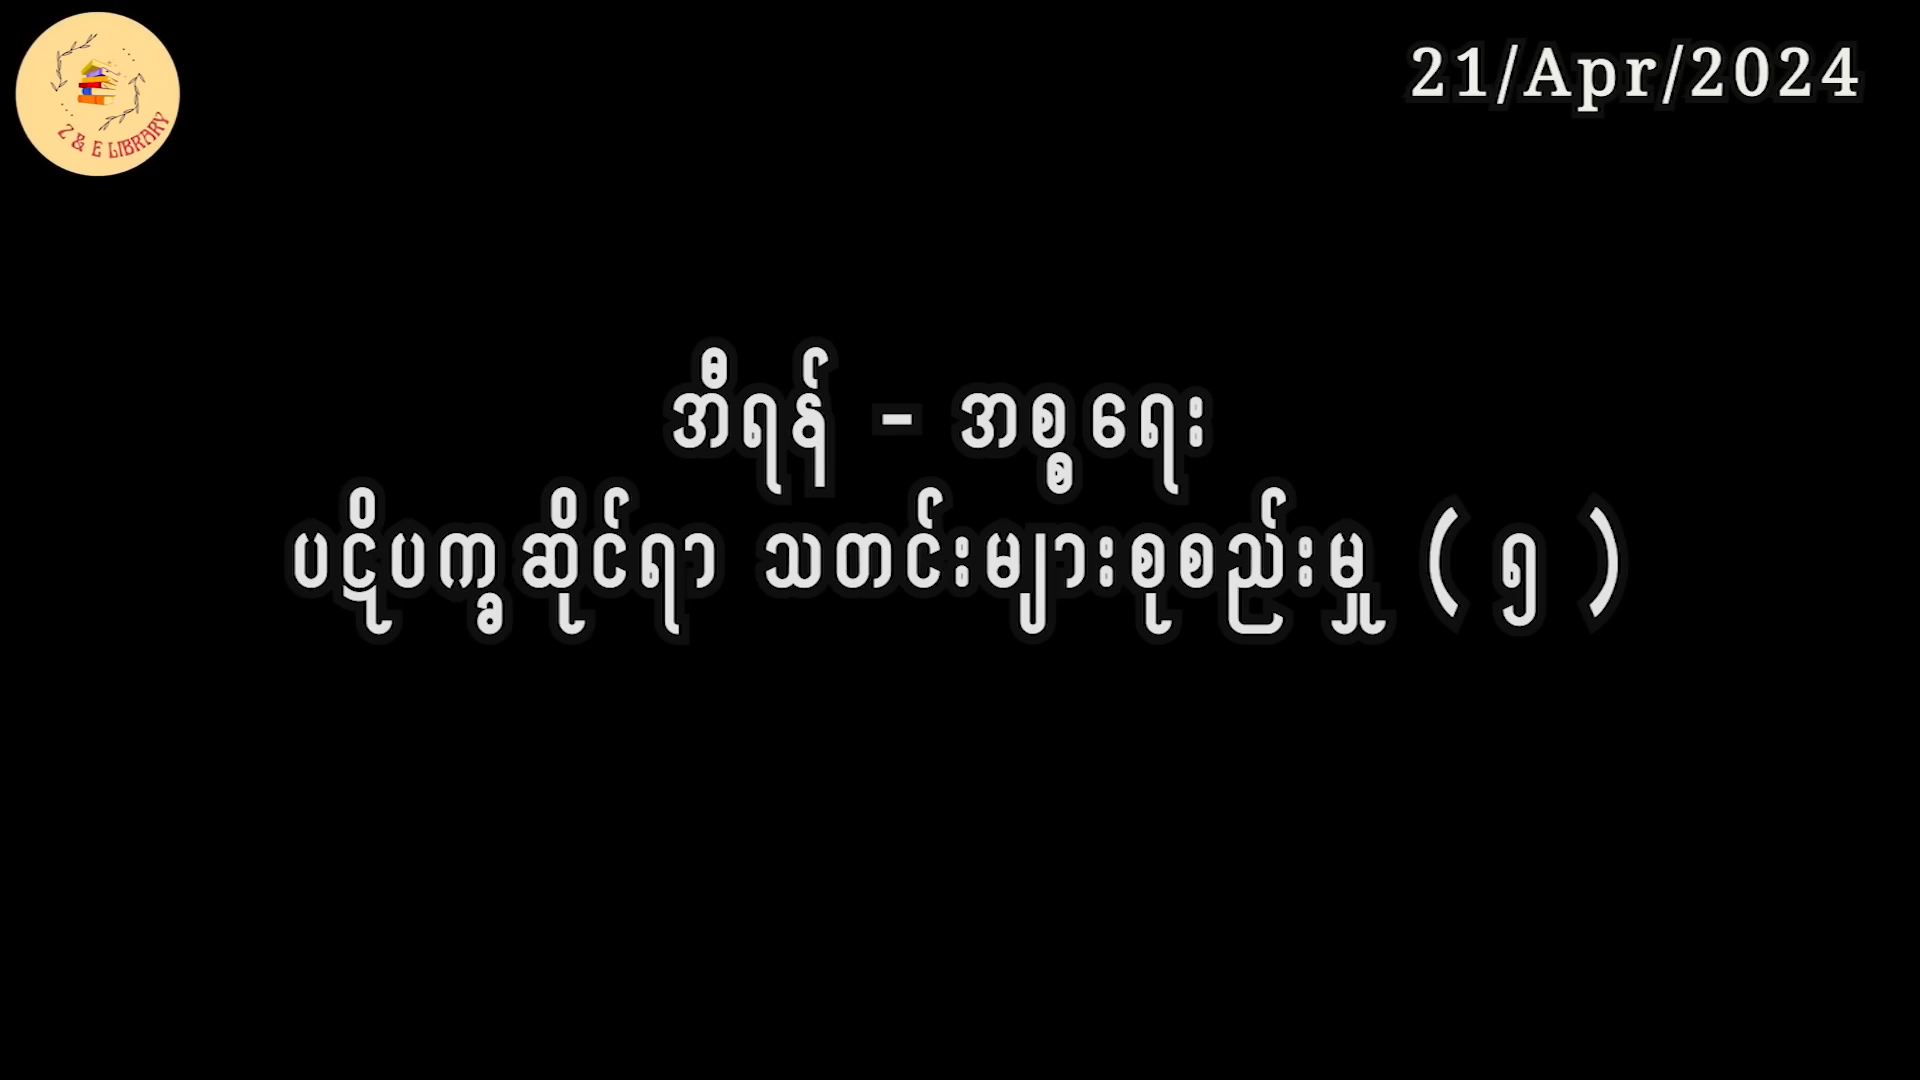 Z & E LIBRARY
21/Apr/2024
အီရန် - အစ္စရေး
ပဋိပက္ခဆိုင်ရာ သတင်းများစုစည်းမှု ( ၅ )